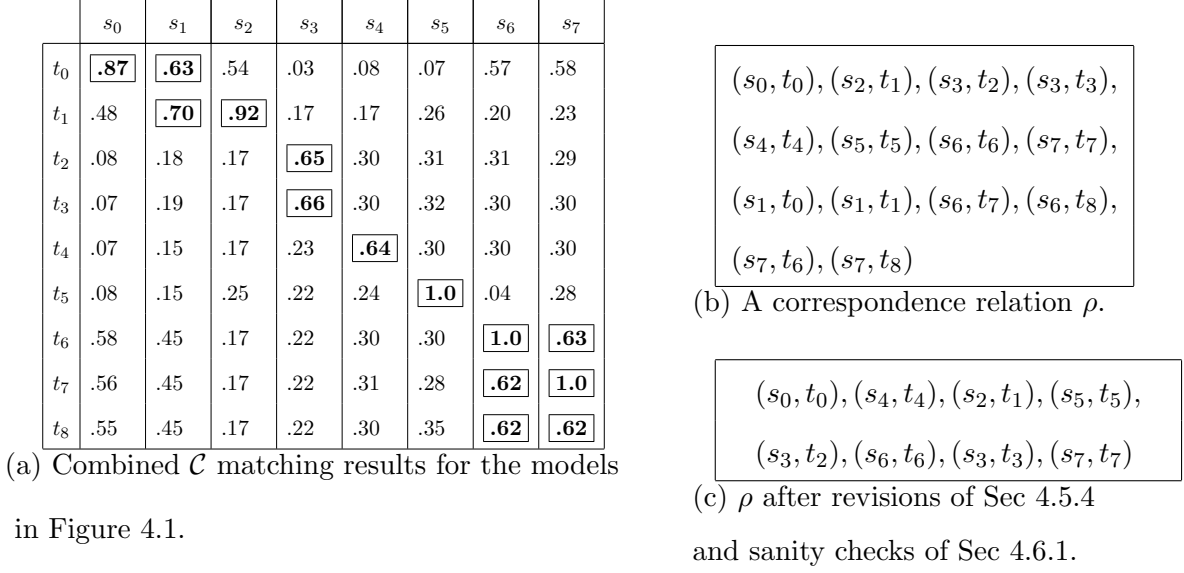 s0 s1 s2 s3 s4 s5 s6 s7
t0 .87 .63 .54 .03 .08 .07 .57 .58
t1 .48 .70 .92 .17 .17 .26 .20 .23
t2 .08 .18 .17 .65 .30 .31 .31 .29
t3 .07 .19 .17 .66 .30 .32 .30 .30
t4 .07 .15 .17 .23 .64 .30 .30 .30
t5 .08 .15 .25 .22 .24 1.0 .04 .28
t6 .58 .45 .17 .22 .30 .30 1.0 .63
t7 .56 .45 .17 .22 .31 .28 .62 1.0
t8 .55 .45 .17 .22 .30 .35 .62 .62
(a) Combined C matching results for the models
in Figure 4.1.
(s0, t0), (s2, t1), (s3, t2), (s3, t3),
(s4, t4), (s5, t5), (s6, t6), (s7, t7),
(s1, t0), (s1, t1), (s6, t7), (s6, t8),
(s7, t6), (s7, t8)
(b) A correspondence relation ρ.
(s0, t0), (s4, t4), (s2, t1), (s5, t5),
(s3, t2), (s6, t6), (s3, t3), (s7, t7)
(c) ρ after revisions of Sec 4.5.4
and sanity checks of Sec 4.6.1.